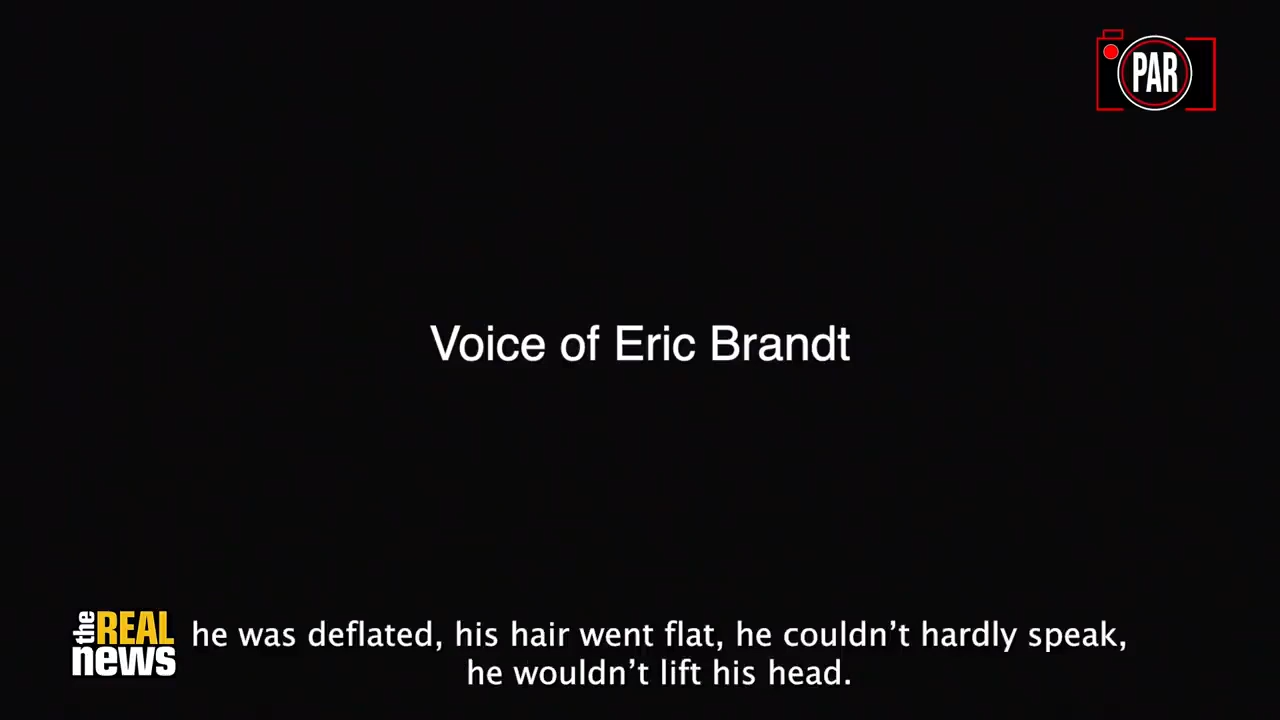 PAR
Voice of Eric Brandt
the REAL news
he was deflated, his hair went flat, he couldn’t hardly speak,
he wouldn’t lift his head.